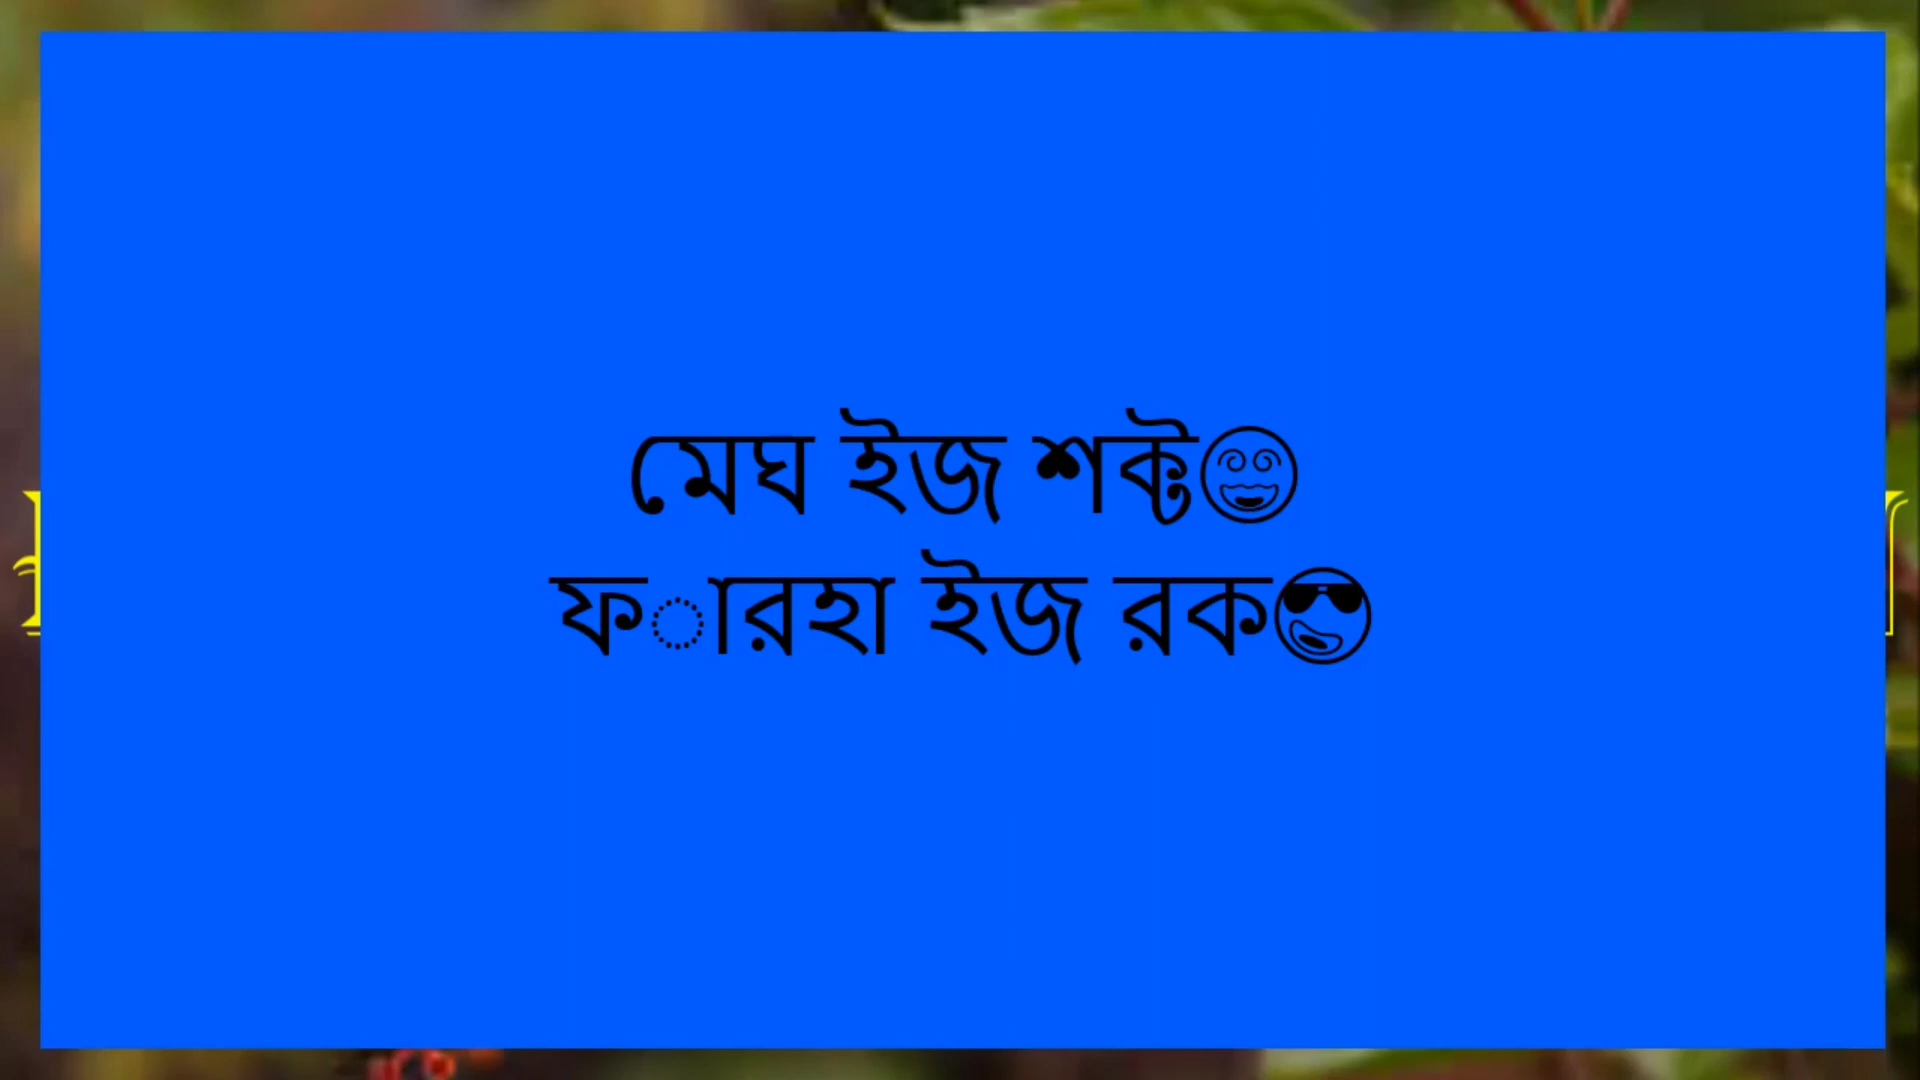 মেঘ ইজ শক্ট😵‍💫
ফ◌ারহা ইজ রক😎